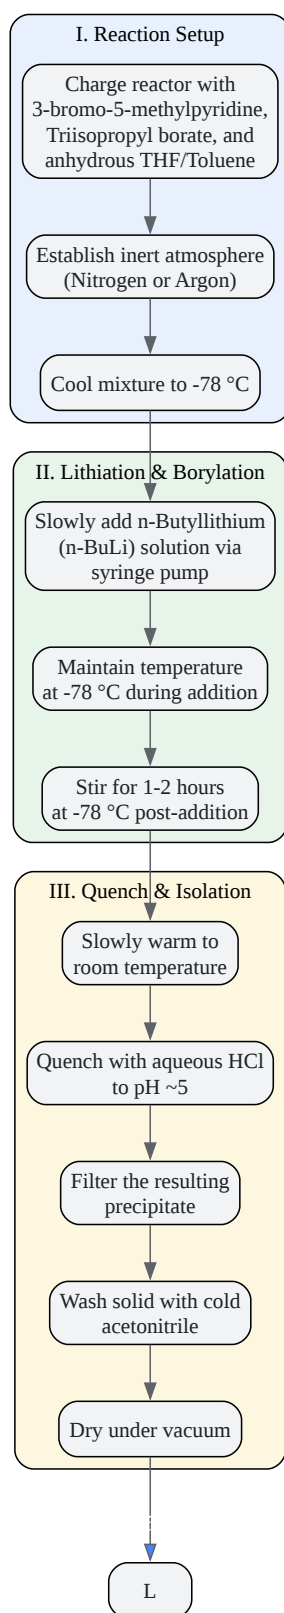 I. Reaction Setup
Charge reactor with
3-bromo-5-methylpyridine,
Triisopropyl borate, and
anhydrous THF/Toluene
Establish inert atmosphere
(Nitrogen or Argon)
Cool mixture to -78 °C
II. Lithiation & Borylation
Slowly add n-Butyllithium
(n-BuLi) solution via
syringe pump
Maintain temperature
at -78 °C during addition
Stir for 1-2 hours
at -78 °C post-addition
III. Quench & Isolation
Slowly warm to
room temperature
Quench with aqueous HCl
to pH ~5
Filter the resulting
precipitate
Wash solid with cold
acetonitrile
Dry under vacuum
L